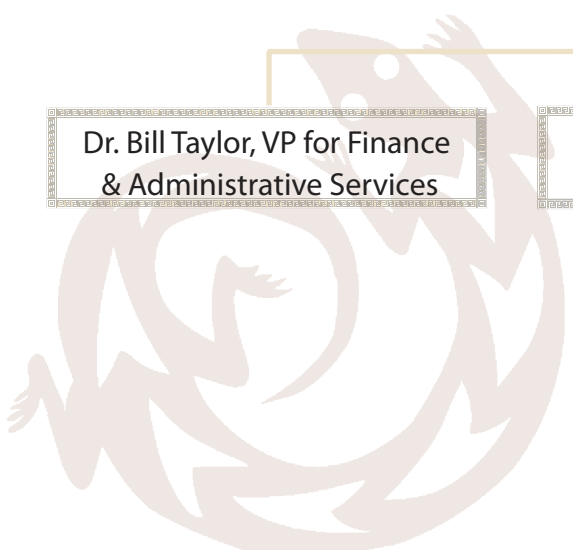 Dr. Bill Taylor, VP for Finance
& Administrative Services